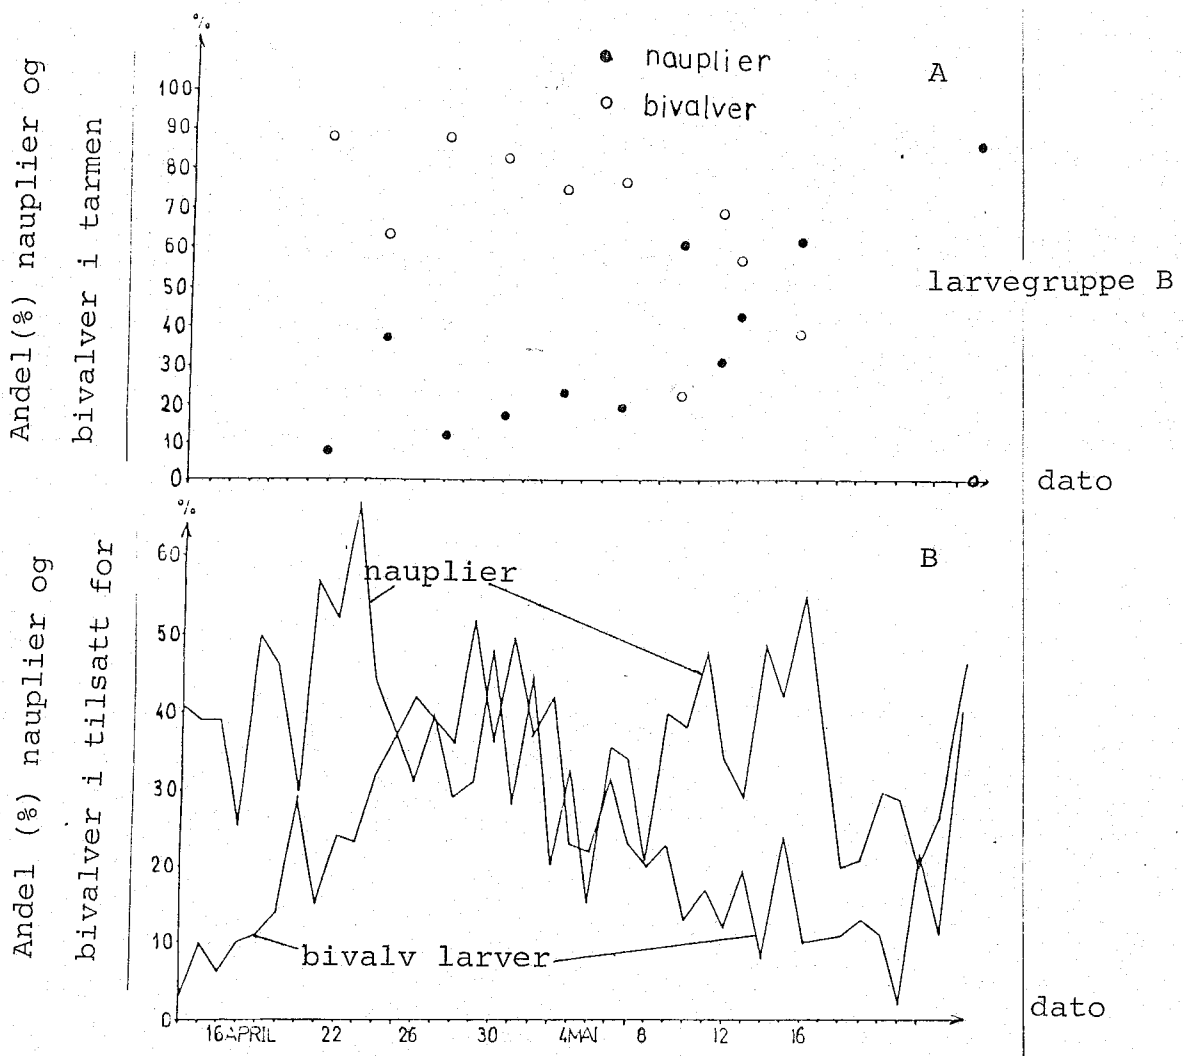 %
Andel (%) nauplier og
bivalver i tarmen
● nauplier
○ bivalver
A
100
90
80
70
60
50
40
30
20
10
0
larvegruppe B
dato
%
Andel (%) nauplier og
bivalver i tilsatt for
B
60
50
40
30
20
10
0
nauplier
bivalv larver
16 APRIL 22 26 30 4MAI 8 12 16
dato